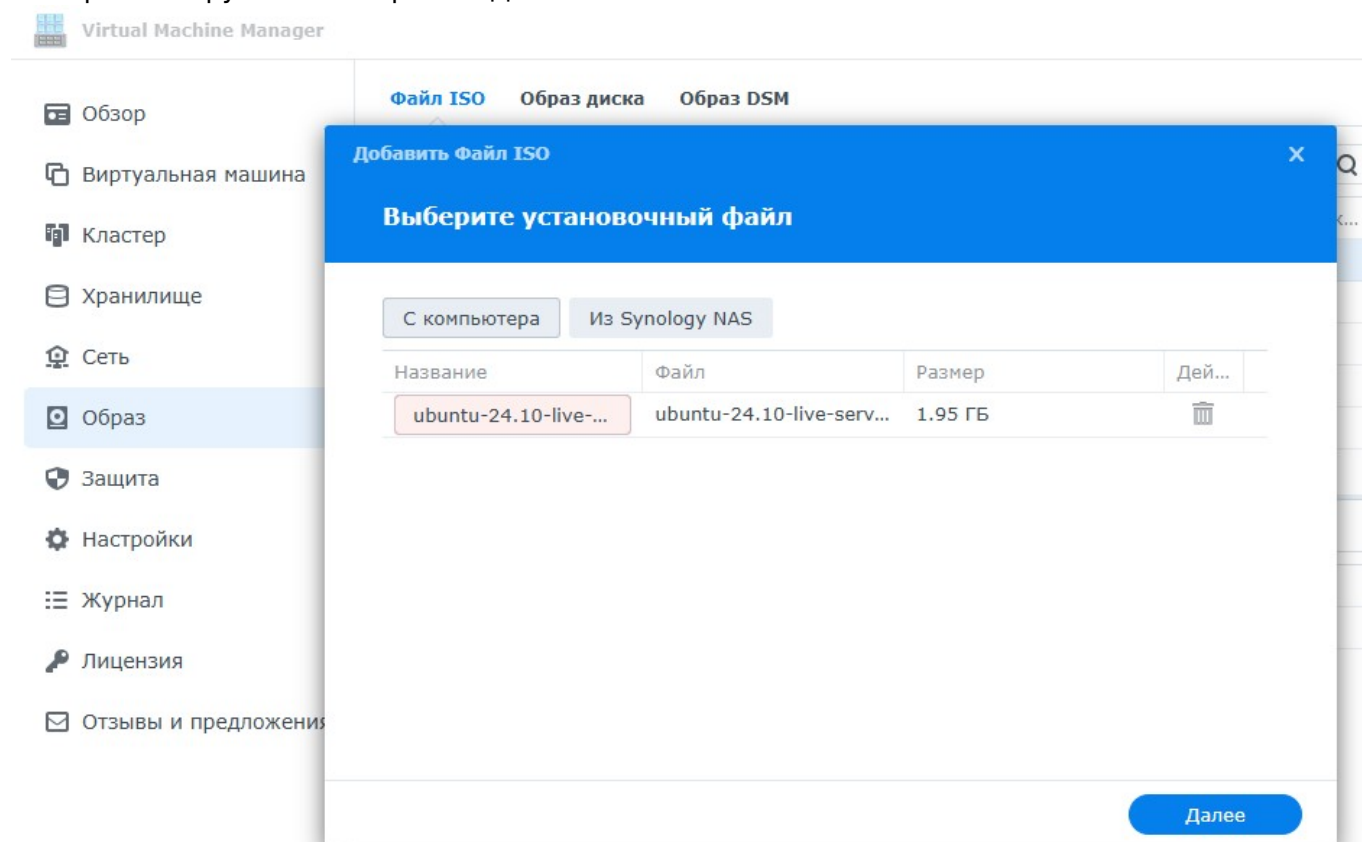 Virtual Machine Manager
Файл ISO Образ диска Образ DSM
Обзор
Добавить Файл ISO
Виртуальная машина
Выберите установочный файл
Кластер
Хранилище
С компьютера Из Synology NAS
Сеть
Название Файл Размер Дей...
Образ
ubuntu-24.10-live-... ubuntu-24.10-live-serv... 1.95 ГБ
Защита
Настройки
Журнал
Лицензия
Отзывы и предложения
Далее